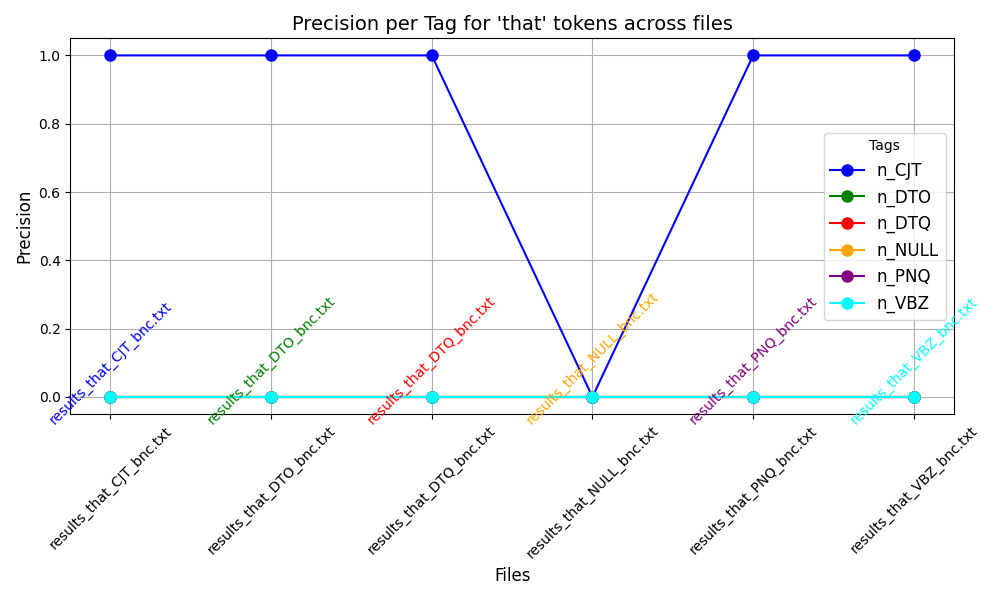 Precision per Tag for 'that' tokens across files
Precision
1.0
0.8
0.6
0.4
0.2
0.0
Tags
n_CJT
n_DTO
n_DTQ
n_NULL
n_PNQ
n_VBZ
results_that_CJT_bnc.txt
results_that_DTO_bnc.txt
results_that_DTQ_bnc.txt
results_that_NULL_bnc.txt
results_that_PNQ_bnc.txt
results_that_VBZ_bnc.txt
results_that_CJT_bnc.txt
results_that_DTO_bnc.txt
results_that_DTQ_bnc.txt
results_that_NULL_bnc.txt
results_that_PNQ_bnc.txt
results_that_VBZ_bnc.txt
Files